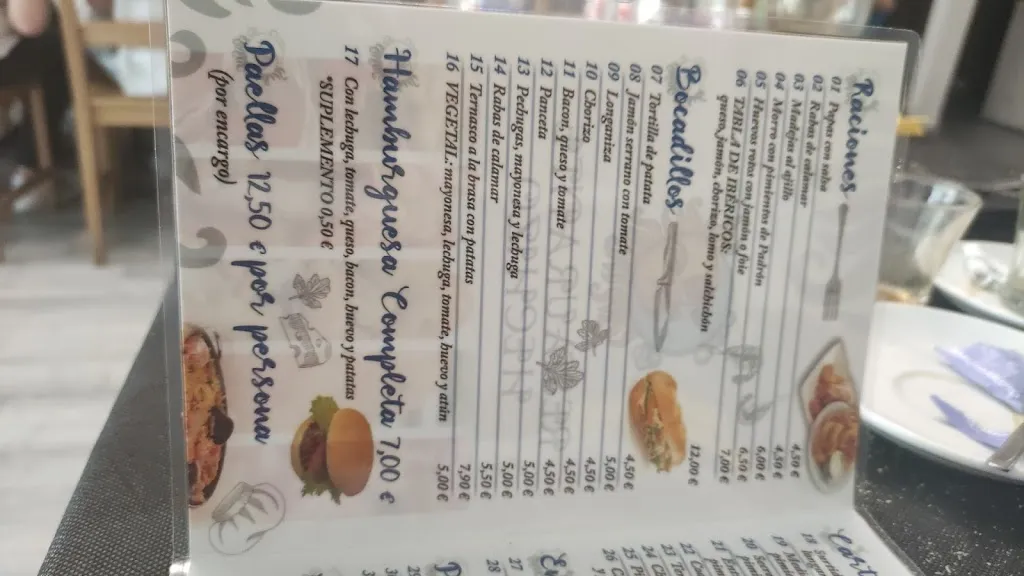 Raciones
01 Papas con salsa 4,50 €
02 Rabas de calamar 4,50 €
03 Madejas al ajillo 6,00 €
04 Morro con pimientos de Padrón 6,50 €
05 Huevos rotos con jamón o foie 7,00 €
06 TABLA DE IBÉRICOS:
queso, jamón, chorizo, lomo y salchichón 12,00 €
Bocadillos
07 Tortilla de patata 4,50 €
08 Jamón serrano con tomate 5,00 €
09 Longaniza 4,50 €
10 Chorizo 4,50 €
11 Bacon, queso y tomate 4,50 €
12 Panceta 5,00 €
13 Pechugas, mayonesa y lechuga 5,00 €
14 Rabas de calamar 5,50 €
15 Ternasco a la brasa con patatas 7,90 €
16 VEGETAL: mayonesa, lechuga, tomate, huevo y atún 5,00 €
Hamburguesa Completa 7,00 €
17 Con lechuga, tomate, queso, bacon, huevo y patatas
*SUPLEMENTO 0,50 €
Paellas 12,50 € por persona
(por encargo)